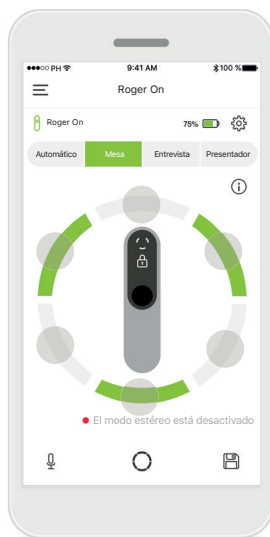 PH 9:41 AM 100 %
Roger On
Roger On 75%
Automático Mesa Entrevista Presentador
El modo estéreo está desactivado